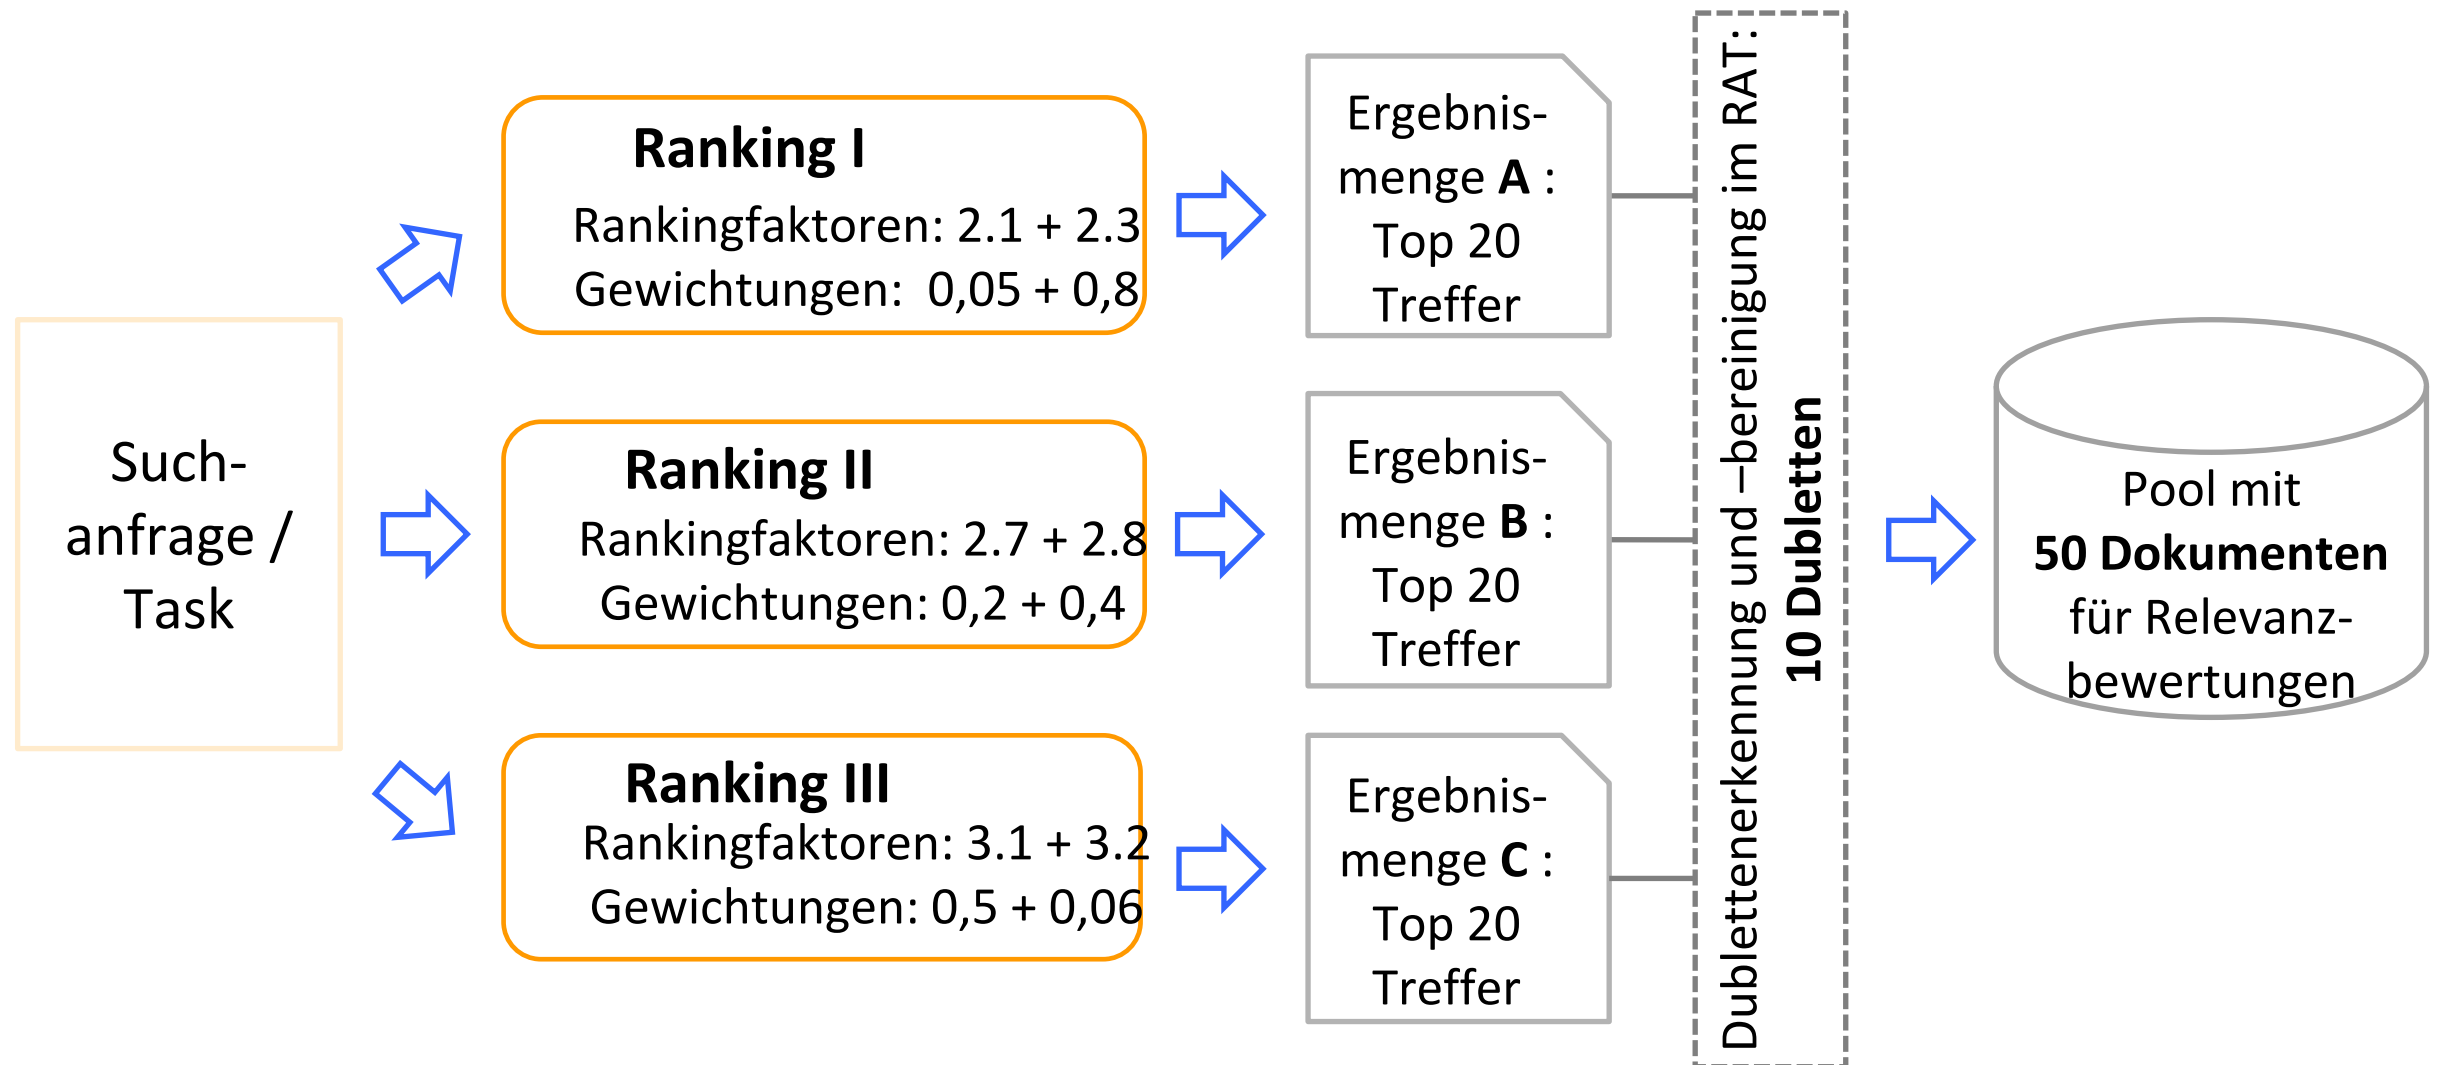 Such-
anfrage /
Task
Ranking I
Rankingfaktoren: 2.1 + 2.3
Gewichtungen:  0,05 + 0,8
Ranking II
Rankingfaktoren: 2.7 + 2.8
Gewichtungen: 0,2 + 0,4
Ranking III
Rankingfaktoren: 3.1 + 3.2
Gewichtungen: 0,5 + 0,06
Ergebnis-
menge A :
Top 20
Treffer
Ergebnis-
menge B :
Top 20
Treffer
Ergebnis-
menge C :
Top 20
Treffer
Dublettenerkennung und –bereinigung im RAT:
10 Dubletten
Pool mit
50 Dokumenten
für Relevanz-
bewertungen